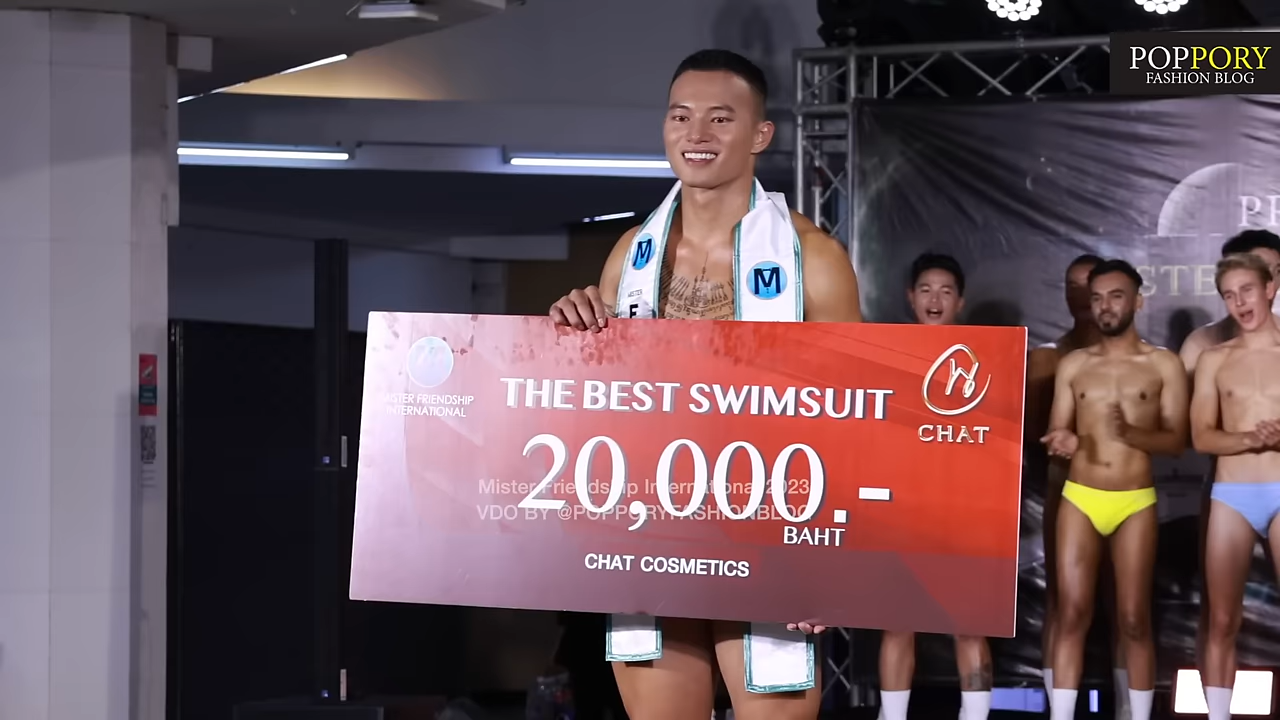 POPPORY
FASHION BLOG
M
M
MISTER
MISTER FRIENDSHIP
INTERNATIONAL
THE BEST SWIMSUIT
CHAT
20,000.-
BAHT
Mister Friendship International 2023
VDO BY @POPPORYFASHIONBLOG
CHAT COSMETICS